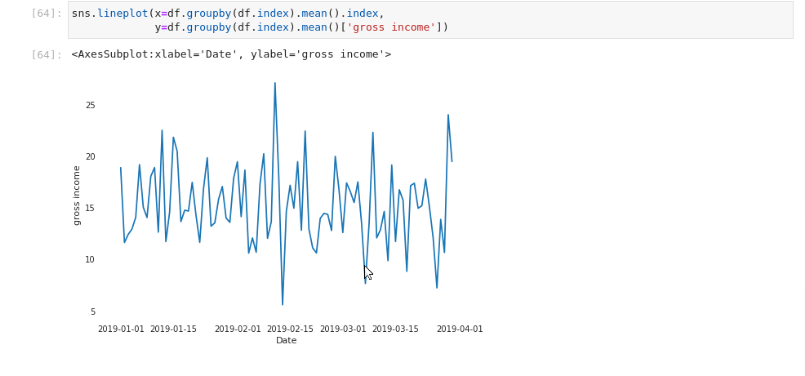 [64]: sns.lineplot(x=df.groupby(df.index).mean().index,
y=df.groupby(df.index).mean()['gross income'])
[64]: <AxesSubplot:xlabel='Date', ylabel='gross income'>
25
20
15
10
5
gross income
2019-01-01 2019-01-15 2019-02-01 2019-02-15 2019-03-01 2019-03-15 2019-04-01
Date